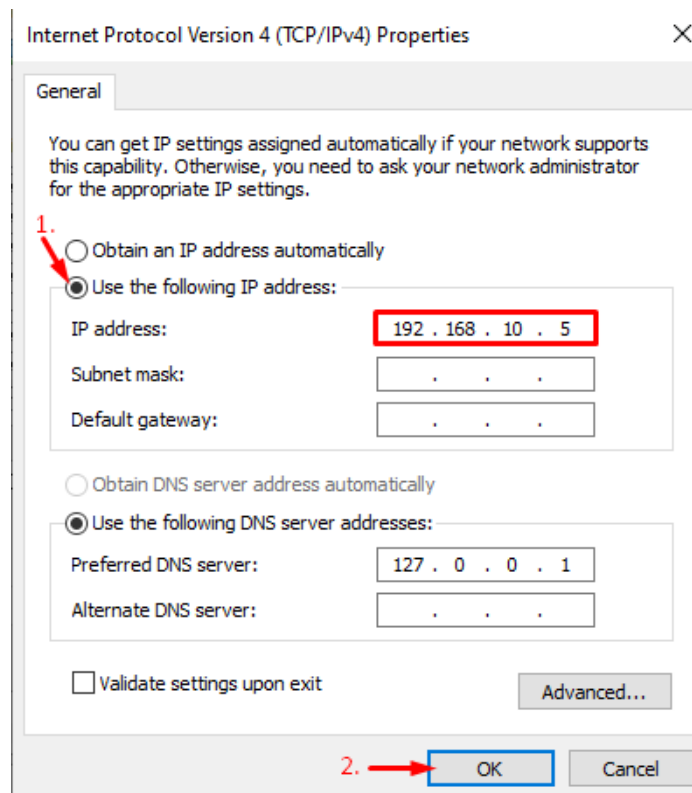 Internet Protocol Version 4 (TCP/IPv4) Properties
General
You can get IP settings assigned automatically if your network supports
this capability. Otherwise, you need to ask your network administrator
for the appropriate IP settings.
1.
Obtain an IP address automatically
Use the following IP address:
IP address: 192 . 168 . 10 . 5
Subnet mask: . . .
Default gateway: . . .
Obtain DNS server address automatically
Use the following DNS server addresses:
Preferred DNS server: 127 . 0 . 0 . 1
Alternate DNS server: . . .
Validate settings upon exit
Advanced...
2. OK Cancel